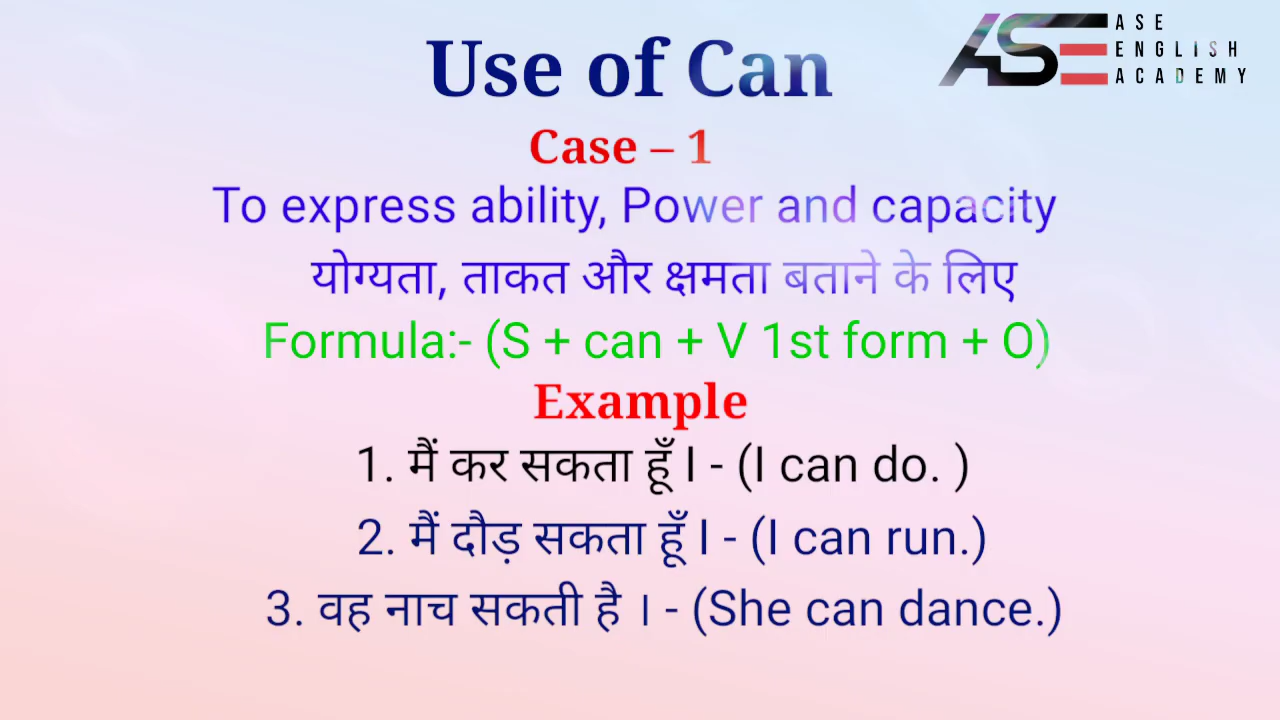 ASE
ASE
ENGLISH
ACADEMY
Use of Can
Case – 1
To express ability, Power and capacity
योग्यता, ताकत और क्षमता बताने के लिए
Formula:- (S + can + V 1st form + O)
Example
1. मैं कर सकता हूँ I - (I can do. )
2. मैं दौड़ सकता हूँ I - (I can run.)
3. वह नाच सकती है । - (She can dance.)